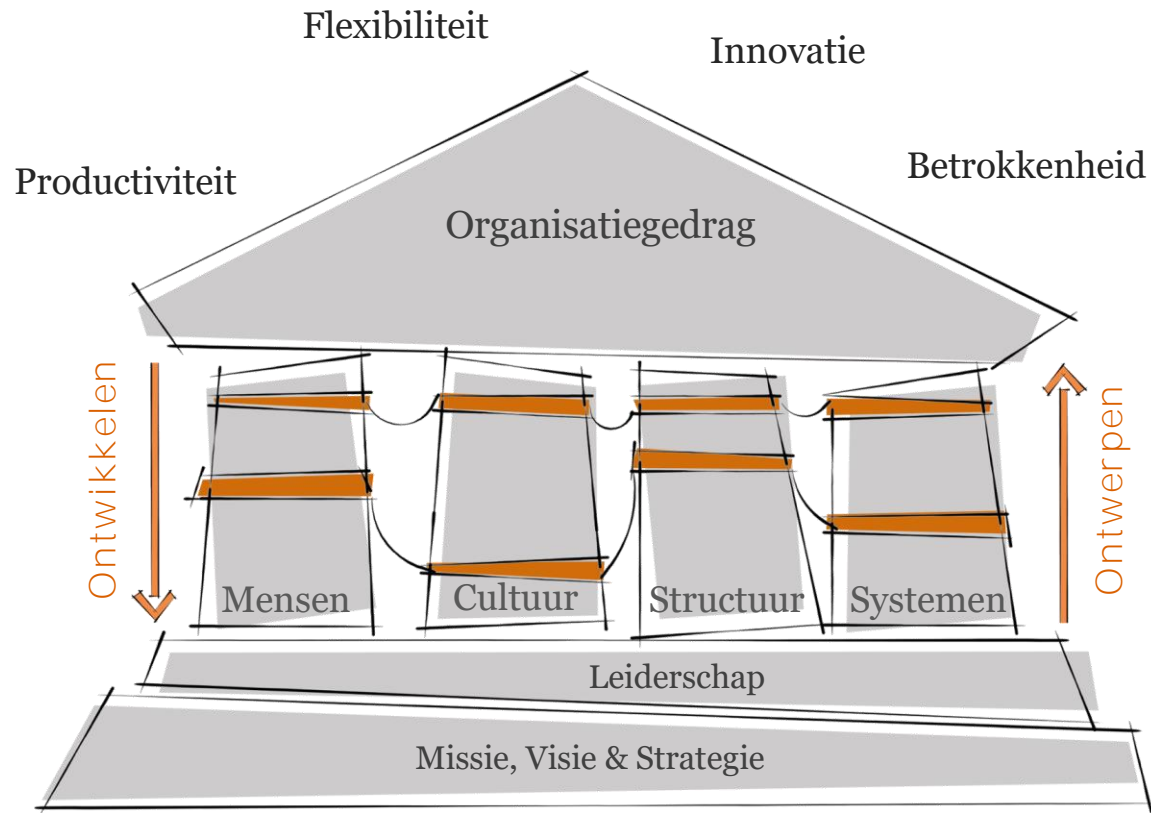 Flexibiliteit
Innovatie
Productiviteit
Betrokkenheid
Organisatiegedrag
Ontwikkelen
Ontwerpen
Mensen
Cultuur
Structuur
Systemen
Leiderschap
Missie, Visie & Strategie